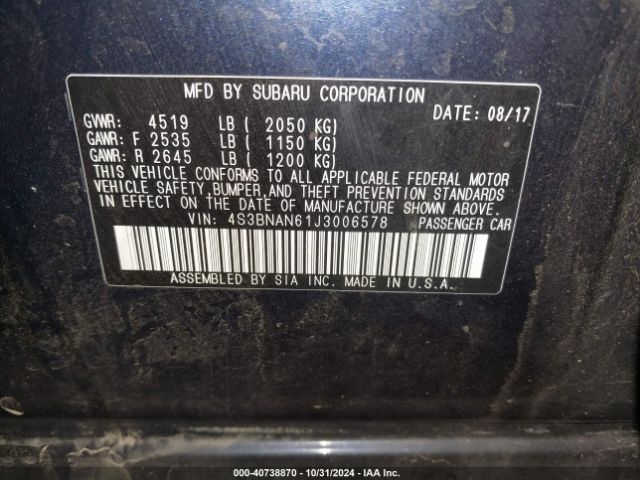 MFD BY SUBARU CORPORATION
DATE: 08/17
GVWR: 4519 LB ( 2050 KG)
GAWR: F 2535 LB ( 1150 KG)
GAWR: R 2645 LB ( 1200 KG)
THIS VEHICLE CONFORMS TO ALL APPLICABLE FEDERAL MOTOR
VEHICLE SAFETY, BUMPER, AND THEFT PREVENTION STANDARDS
IN EFFECT ON THE DATE OF MANUFACTURE SHOWN ABOVE.
VIN: 4S3BNAN61J3006578 PASSENGER CAR
ASSEMBLED BY SIA INC. MADE IN U.S.A.
000-40738870 - 10/31/2024 - IAA Inc.